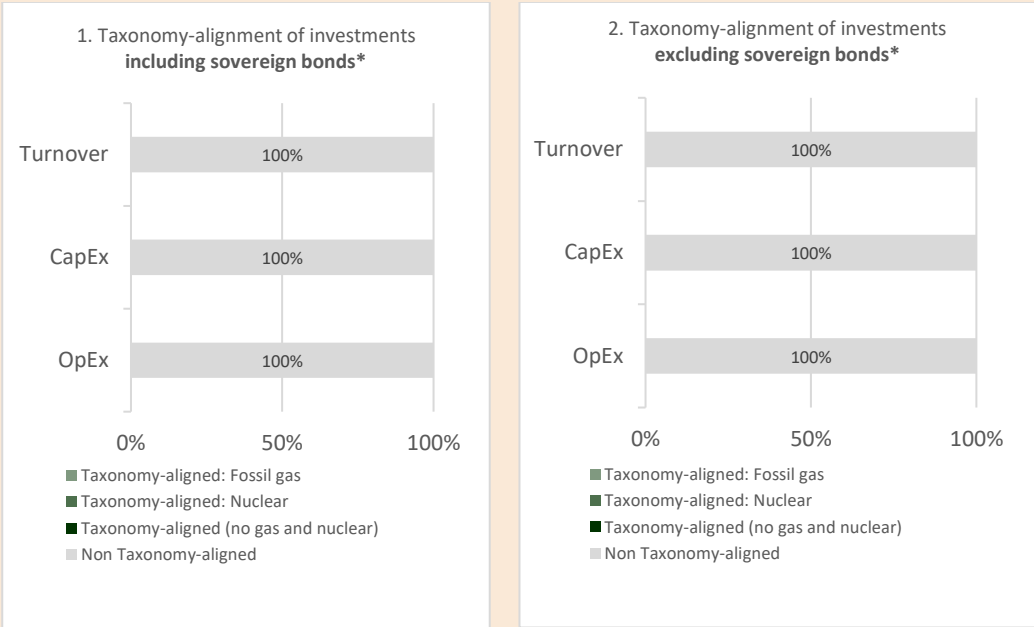 1. Taxonomy-alignment of investments
including sovereign bonds*
Turnover
100%
CapEx
100%
OpEx
100%
0% 50% 100%
Taxonomy-aligned: Fossil gas
Taxonomy-aligned: Nuclear
Taxonomy-aligned (no gas and nuclear)
Non Taxonomy-aligned
2. Taxonomy-alignment of investments
excluding sovereign bonds*
Turnover
100%
CapEx
100%
OpEx
100%
0% 50% 100%
Taxonomy-aligned: Fossil gas
Taxonomy-aligned: Nuclear
Taxonomy-aligned (no gas and nuclear)
Non Taxonomy-aligned